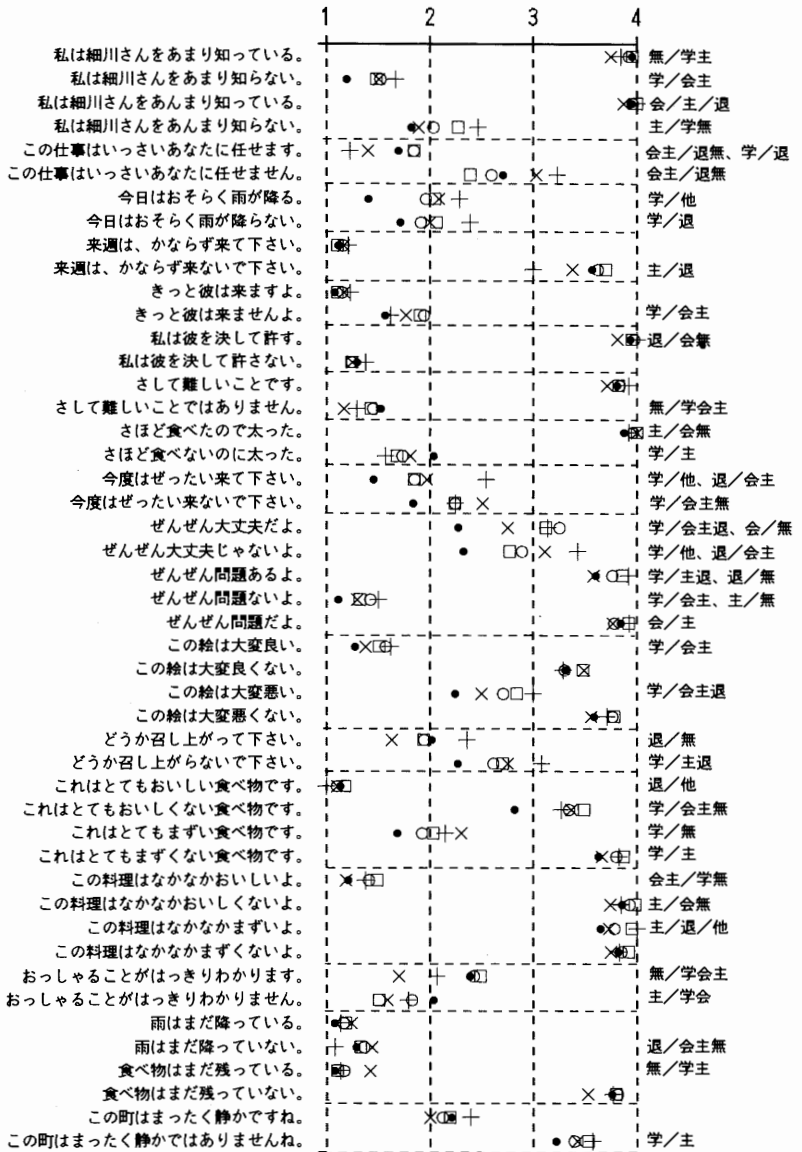 1 2 3 4
私は細川さんをあまり知っている。 無／学主
私は細川さんをあまり知らない。 学／会主
私は細川さんをあんまり知っている。 会／主／退
私は細川さんをあんまり知らない。 主／学無
この仕事はいっさいあなたに任せます。 会主／退無、学／退
この仕事はいっさいあなたに任せません。 会主／退無
今日はおそらく雨が降る。 学／他
今日はおそらく雨が降らない。 学／退
来週は、かならず来て下さい。
来週は、かならず来ないで下さい。 主／退
きっと彼は来ますよ。
きっと彼は来ませんよ。 学／会主
私は彼を決して許す。 退／会無
私は彼を決して許さない。
さして難しいことです。
さして難しいことではありません。 無／学会主
さほど食べたので太った。 主／会無
さほど食べないのに太った。 学／主
今度はぜったい来て下さい。 学／他、退／会主
今度はぜったい来ないで下さい。 学／会主無
ぜんぜん大丈夫だよ。 学／会主退、会／無
ぜんぜん大丈夫じゃないよ。 学／他、退／会主
ぜんぜん問題あるよ。 学／主退、退／無
ぜんぜん問題ないよ。 学／会主、主／無
ぜんぜん問題だよ。 会／主
この絵は大変良い。 学／会主
この絵は大変良くない。
この絵は大変悪い。 学／会主退
この絵は大変悪くない。
どうか召し上がって下さい。 退／無
どうか召し上がらないで下さい。 学／主退
これはとてもおいしい食べ物です。 退／他
これはとてもおいしくない食べ物です。 学／会主無
これはとてもまずい食べ物です。 学／無
これはとてもまずくない食べ物です。 学／主
この料理はなかなかおいしいよ。 会主／学無
この料理はなかなかおいしくないよ。 主／会無
この料理はなかなかまずいよ。 主／退／他
この料理はなかなかまずくないよ。
おっしゃることがはっきりわかります。 無／学会主
おっしゃることがはっきりわかりません。 主／学会
雨はまだ降っている。
雨はまだ降っていない。 退／会主無
食べ物はまだ残っている。 無／学主
食べ物はまだ残っていない。
この町はまったく静かですね。
この町はまったく静かではありませんね。 学／主